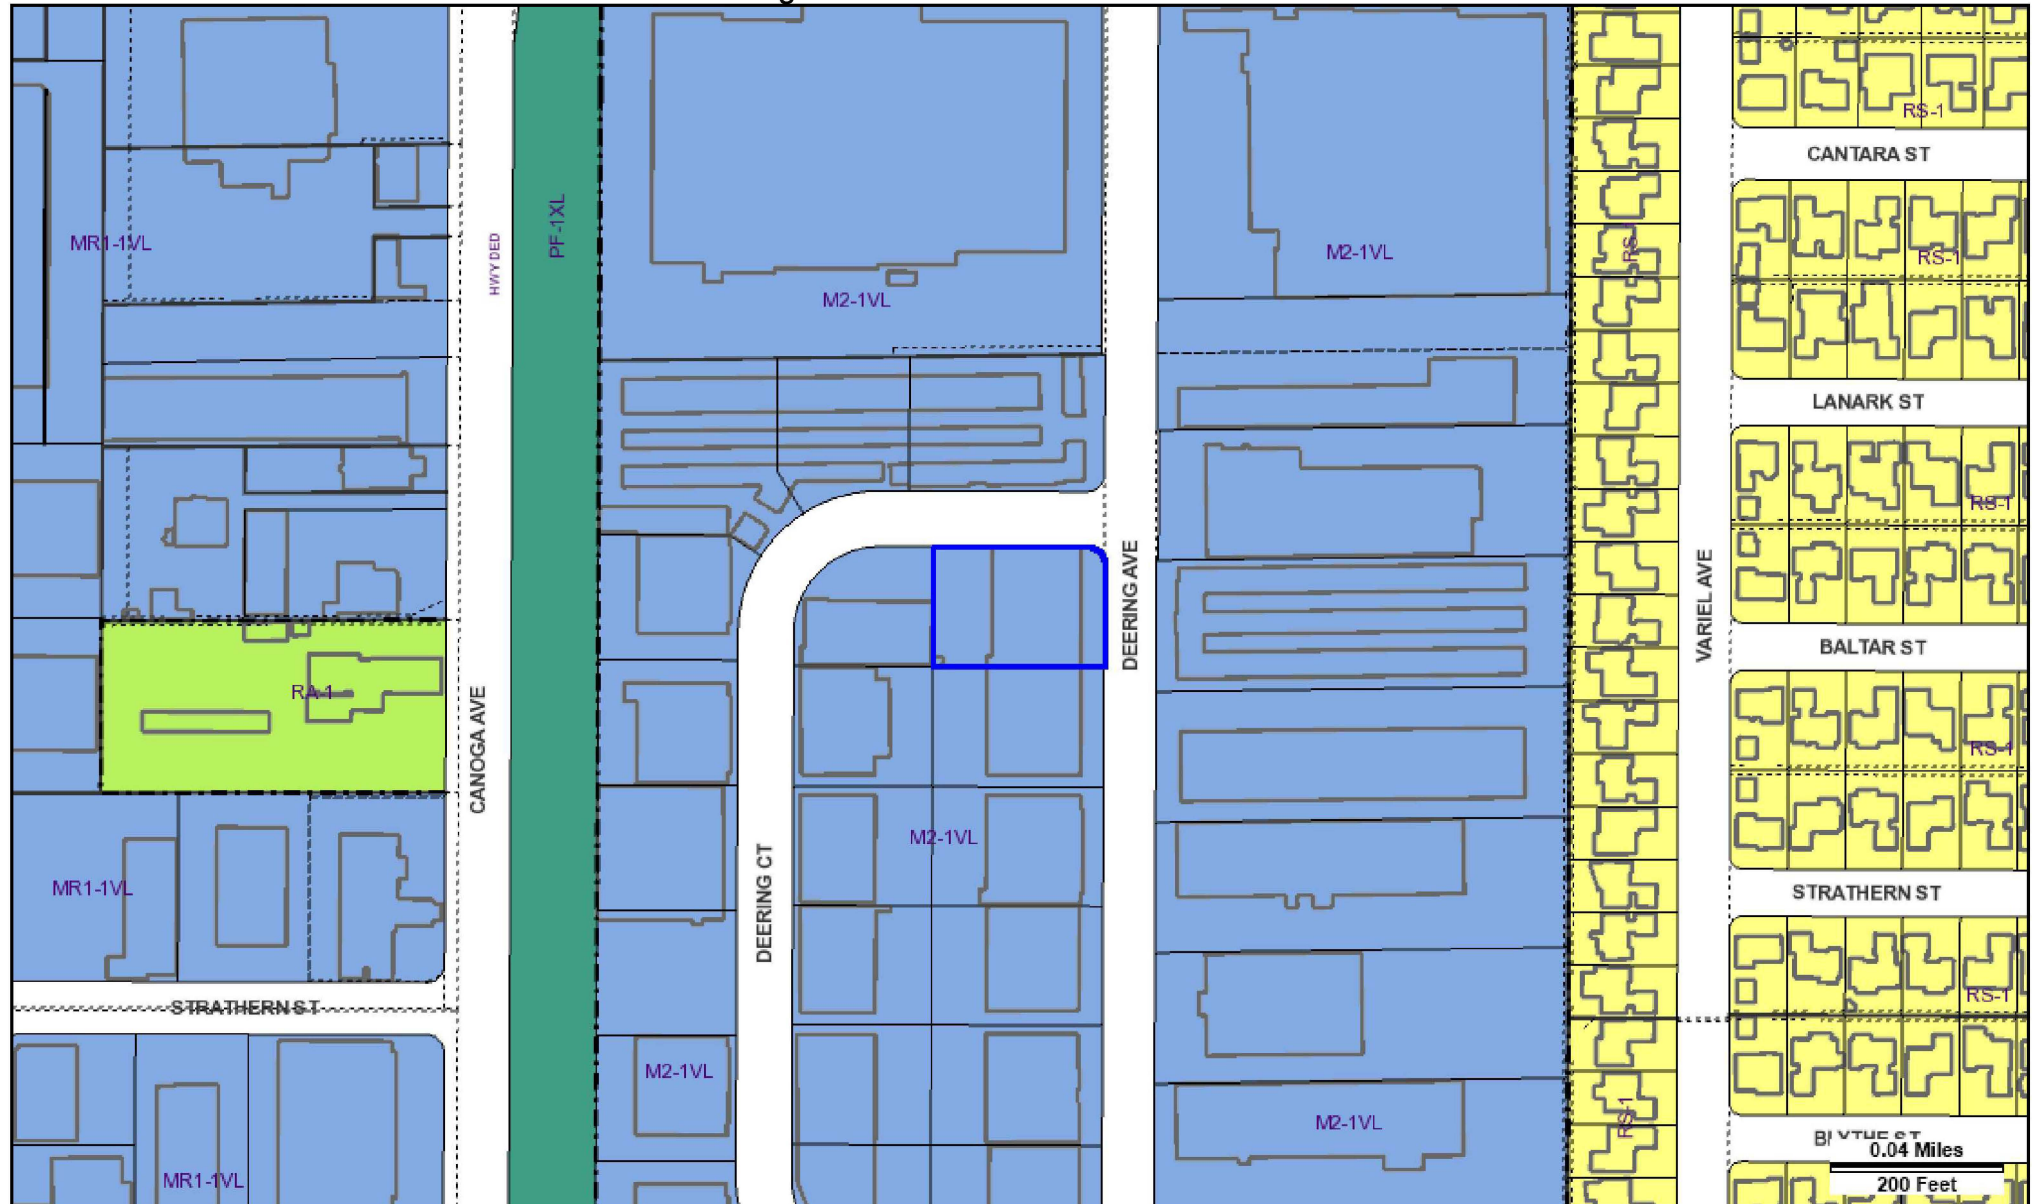 RS-1
CANTARA ST
PF-1XL
MR1-1VL
HWY DED
M2-1VL
RS-1
RS-1
M2-1VL
LANARK ST
RS-1
DEERING AVE
VARIEL AVE
BALTAR ST
RA-1
CANOGA AVE
RS-1
M2-1VL
DEERING CT
MR1-1VL
STRATHERN ST
RS-1
STRATHERN ST
M2-1VL
M2-1VL
RS-1
BLYTHE ST
0.04 Miles
MR1-1VL
200 Feet